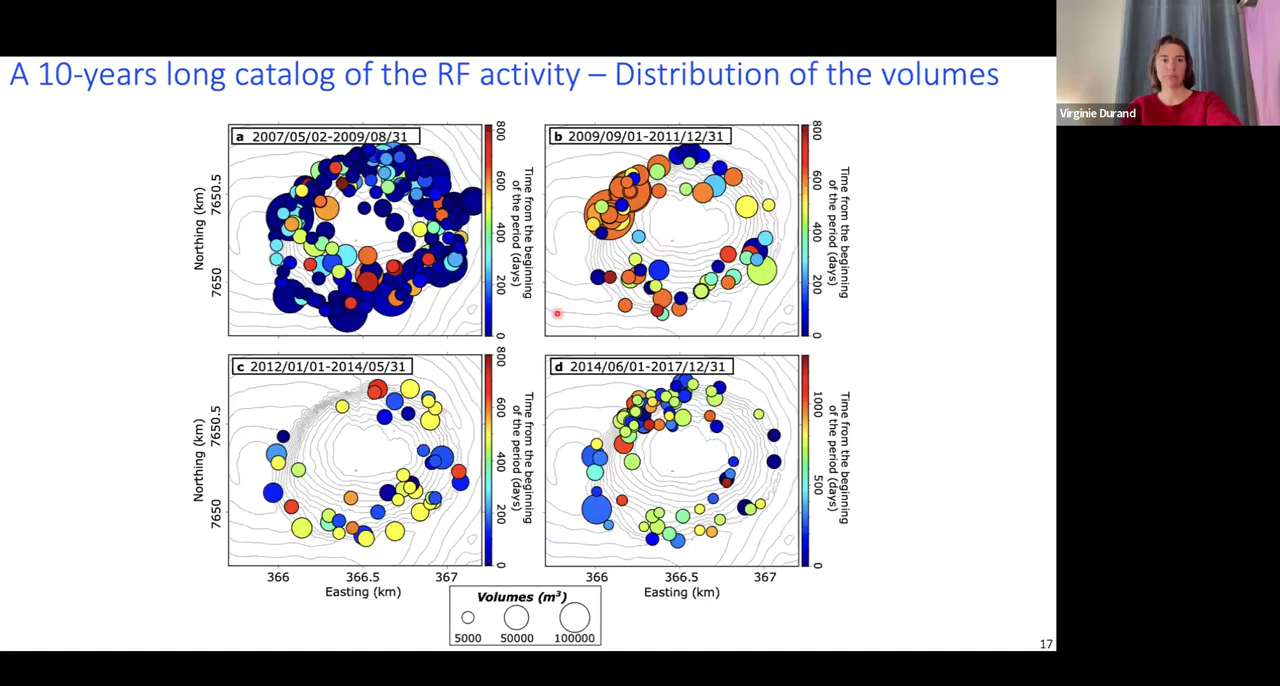 A 10-years long catalog of the RF activity – Distribution of the volumes
Virginie Durand
a 2007/05/02-2009/08/31
b 2009/09/01-2011/12/31
Northing (km)
7650.5
7650
800
600
400
200
0
Time from the beginning
of the period (days)
800
600
400
200
0
Time from the beginning
of the period (days)
c 2012/01/01-2014/05/31
d 2014/06/01-2017/12/31
Northing (km)
7650.5
7650
800
600
400
200
0
Time from the beginning
of the period (days)
1000
500
0
Time from the beginning
of the period (days)
366 366.5 367
Easting (km)
366 366.5 367
Easting (km)
Volumes (m³)
5000 50000 100000
17